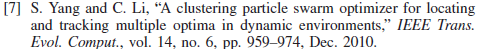 [7] S. Yang and C. Li, “A clustering particle swarm optimizer for locating
and tracking multiple optima in dynamic environments,” IEEE Trans.
Evol. Comput., vol. 14, no. 6, pp. 959–974, Dec. 2010.